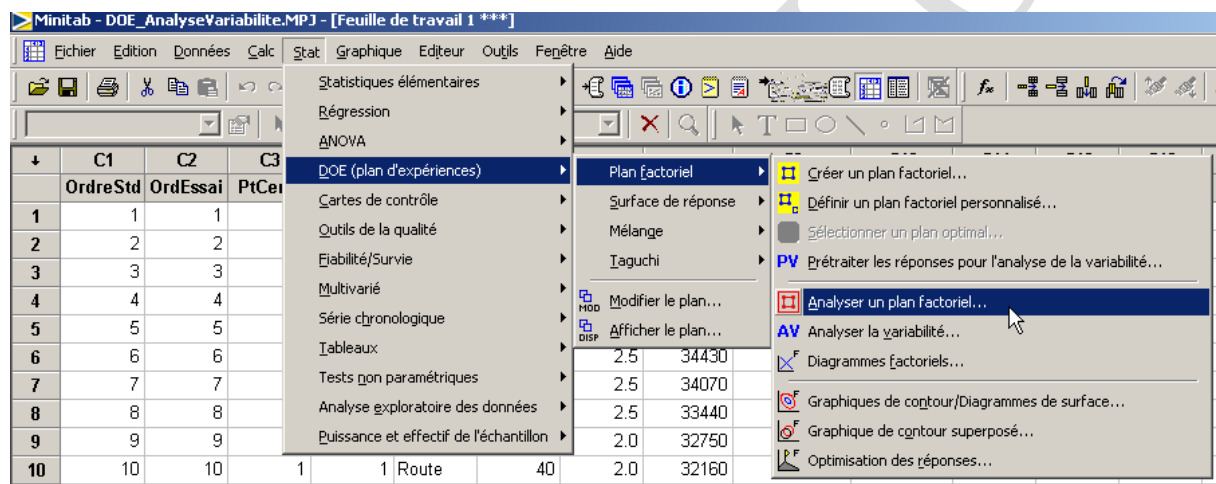 Minitab - DOE_AnalyseVariabilite.MPJ - [Feuille de travail 1 ***]
Fichier Edition Données Calc Stat Graphique Editeur Outils Fenêtre Aide
Statistiques élémentaires
Régression
ANOVA
DOE (plan d'expériences)
Cartes de contrôle
Outils de la qualité
Fiabilité/Survie
Multivarié
Série chronologique
Tableaux
Tests non paramétriques
Analyse exploratoire des données
Puissance et effectif de l'échantillon
Plan factoriel
Surface de réponse
Mélange
Taguchi
MOD Modifier le plan...
DISP Afficher le plan...
Créer un plan factoriel...
Définir un plan factoriel personnalisé...
Sélectionner un plan optimal...
PV Prétraiter les réponses pour l'analyse de la variabilité...
Analyser un plan factoriel...
AV Analyser la variabilité...
Diagrammes factoriels...
Graphiques de contour/Diagrammes de surface...
Graphique de contour superposé...
Optimisation des réponses...
C1 C2 C3
OrdreStd OrdEssai PtCe
1 1 1
2 2 2
3 3 3
4 4 4
5 5 5
6 6 6 2.5 34430
7 7 7 2.5 34070
8 8 8 2.5 33440
9 9 9 2.0 32750
10 10 10 1 1 Route 40 2.0 32160